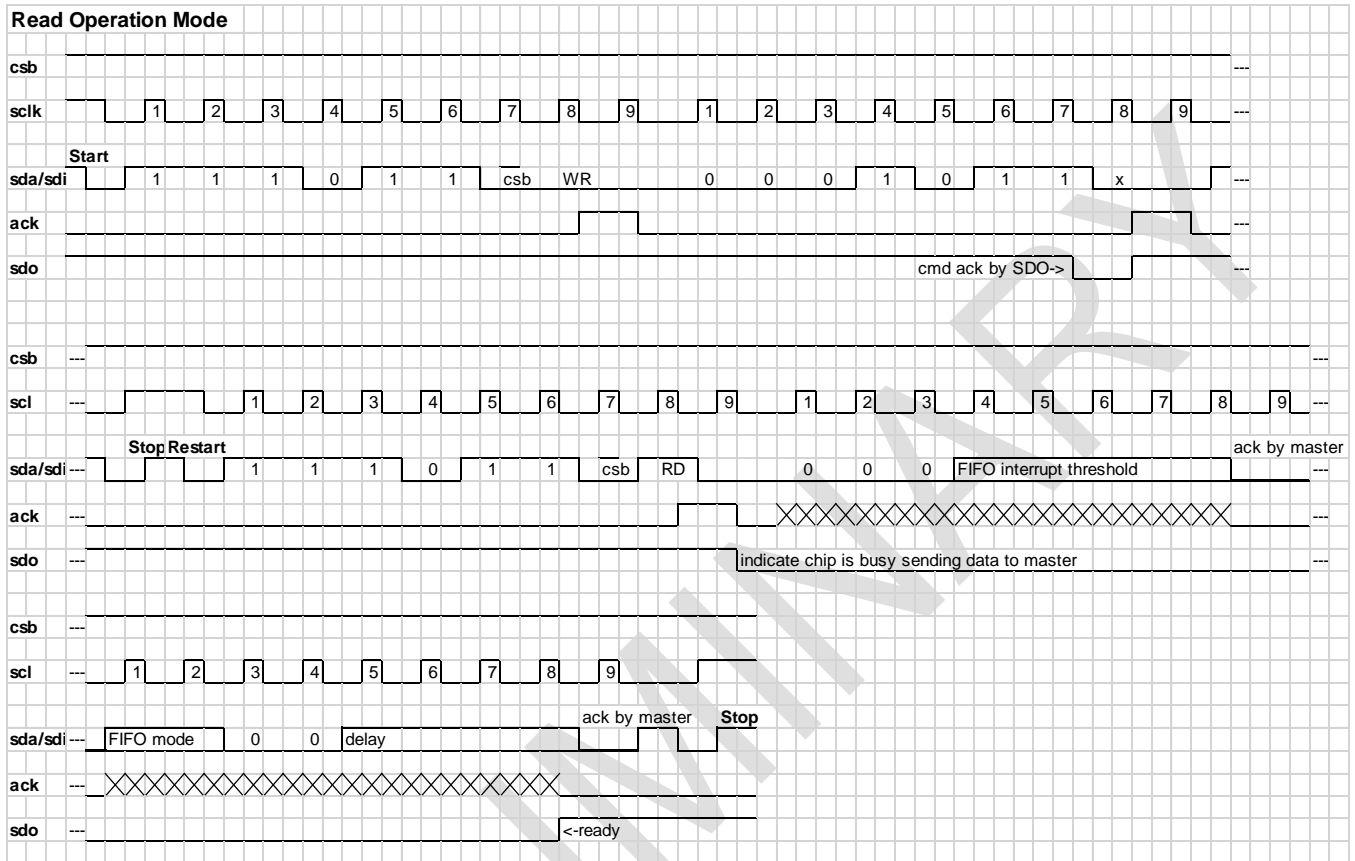 Read Operation Mode
csb ---
sclk 1 2 3 4 5 6 7 8 9 1 2 3 4 5 6 7 8 9 ---
Start
sda/sdi 1 1 1 0 1 1 csb WR 0 0 0 1 0 1 1 x ---
ack ---
sdo cmd ack by SDO-> ---
csb --- ---
scl --- 1 2 3 4 5 6 7 8 9 1 2 3 4 5 6 7 8 9 ---
Stop Restart ack by master
sda/sdi --- 1 1 1 0 1 1 csb RD 0 0 0 FIFO interrupt threshold ---
ack --- ---
sdo --- indicate chip is busy sending data to master ---
csb ---
scl --- 1 2 3 4 5 6 7 8 9
ack by master Stop
sda/sdi --- FIFO mode 0 0 delay
ack ---
sdo --- <-ready
MINARY